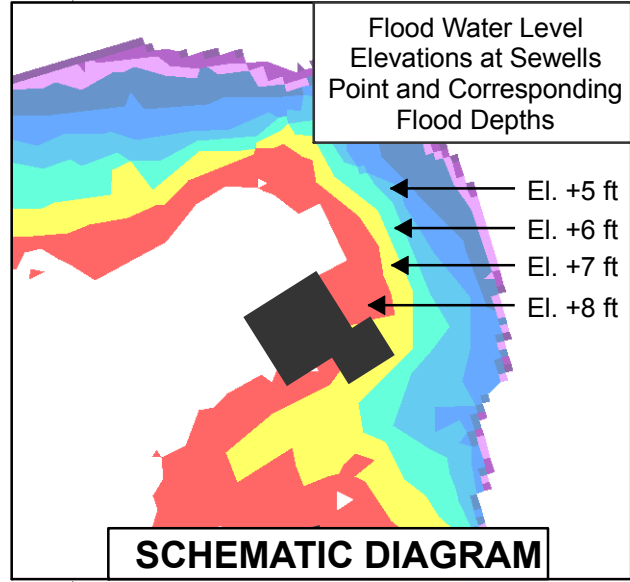 Flood Water Level
Elevations at Sewells
Point and Corresponding
Flood Depths
El. +5 ft
El. +6 ft
El. +7 ft
El. +8 ft
SCHEMATIC DIAGRAM